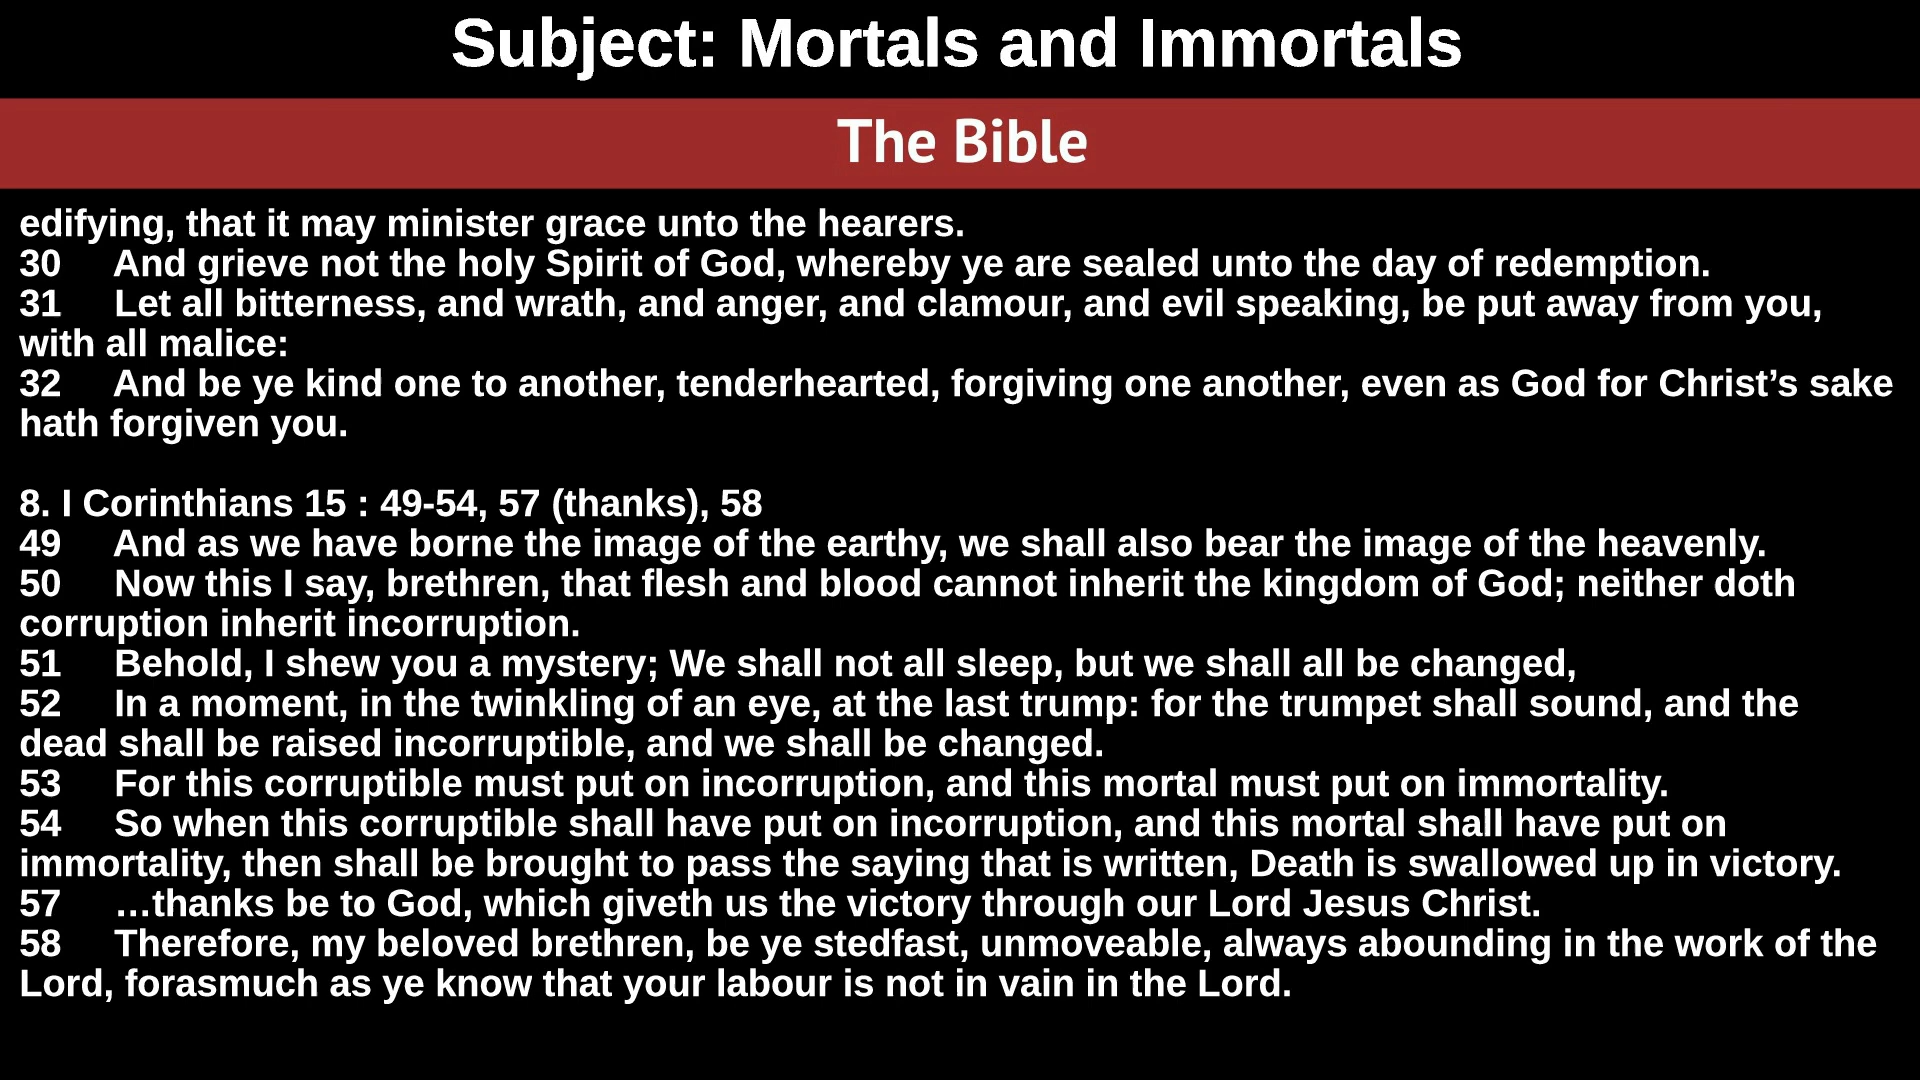 Subject: Mortals and Immortals
The Bible
edifying, that it may minister grace unto the hearers.
30 And grieve not the holy Spirit of God, whereby ye are sealed unto the day of redemption.
31 Let all bitterness, and wrath, and anger, and clamour, and evil speaking, be put away from you,
with all malice:
32 And be ye kind one to another, tenderhearted, forgiving one another, even as God for Christ’s sake
hath forgiven you.
8. I Corinthians 15 : 49-54, 57 (thanks), 58
49 And as we have borne the image of the earthy, we shall also bear the image of the heavenly.
50 Now this I say, brethren, that flesh and blood cannot inherit the kingdom of God; neither doth
corruption inherit incorruption.
51 Behold, I shew you a mystery; We shall not all sleep, but we shall all be changed,
52 In a moment, in the twinkling of an eye, at the last trump: for the trumpet shall sound, and the
dead shall be raised incorruptible, and we shall be changed.
53 For this corruptible must put on incorruption, and this mortal must put on immortality.
54 So when this corruptible shall have put on incorruption, and this mortal shall have put on
immortality, then shall be brought to pass the saying that is written, Death is swallowed up in victory.
57 …thanks be to God, which giveth us the victory through our Lord Jesus Christ.
58 Therefore, my beloved brethren, be ye stedfast, unmoveable, always abounding in the work of the
Lord, forasmuch as ye know that your labour is not in vain in the Lord.